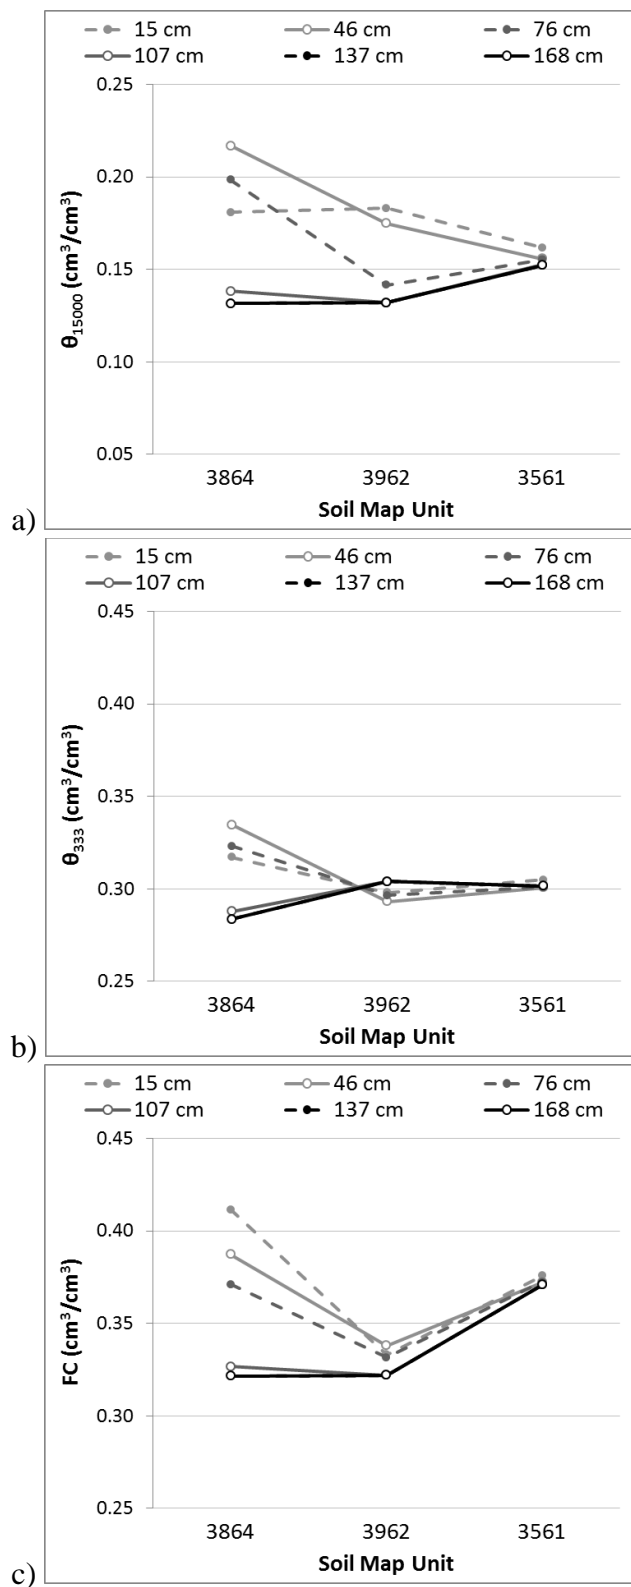 15 cm 46 cm 76 cm
107 cm 137 cm 168 cm
0.25
0.20
0.15
0.10
0.05
θ15000 (cm³/cm³)
3864 3962 3561
Soil Map Unit
a)
15 cm 46 cm 76 cm
107 cm 137 cm 168 cm
0.45
0.40
0.35
0.30
0.25
θ333 (cm³/cm³)
3864 3962 3561
Soil Map Unit
b)
15 cm 46 cm 76 cm
107 cm 137 cm 168 cm
0.45
0.40
0.35
0.30
0.25
FC (cm³/cm³)
3864 3962 3561
Soil Map Unit
c)